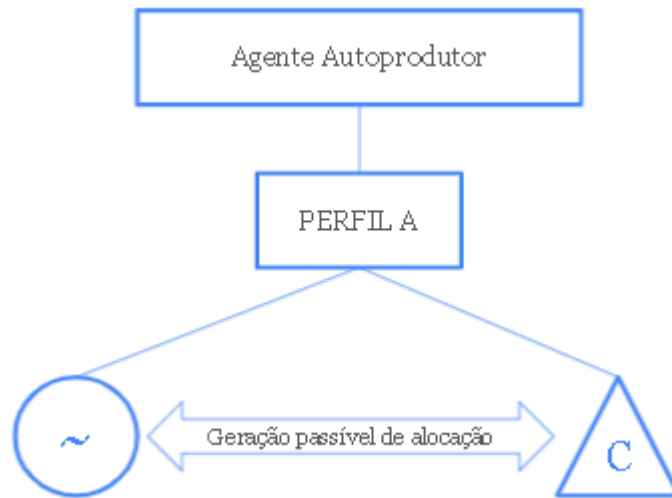 Agente Autoprodutor
PERFIL A
~
Geração passível de alocação
C